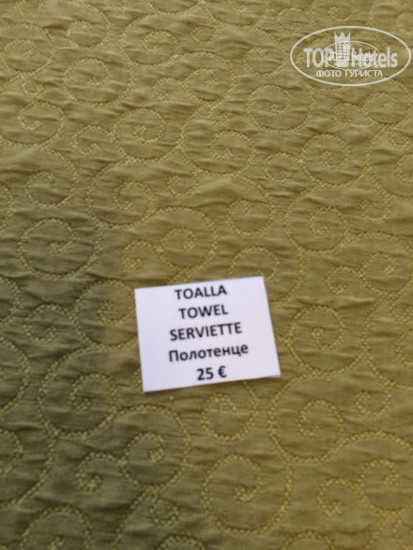 TOP Hotels
ФОТО ТУРИСТА
TOALLA
TOWEL
SERVIETTE
Полотенце
25 €